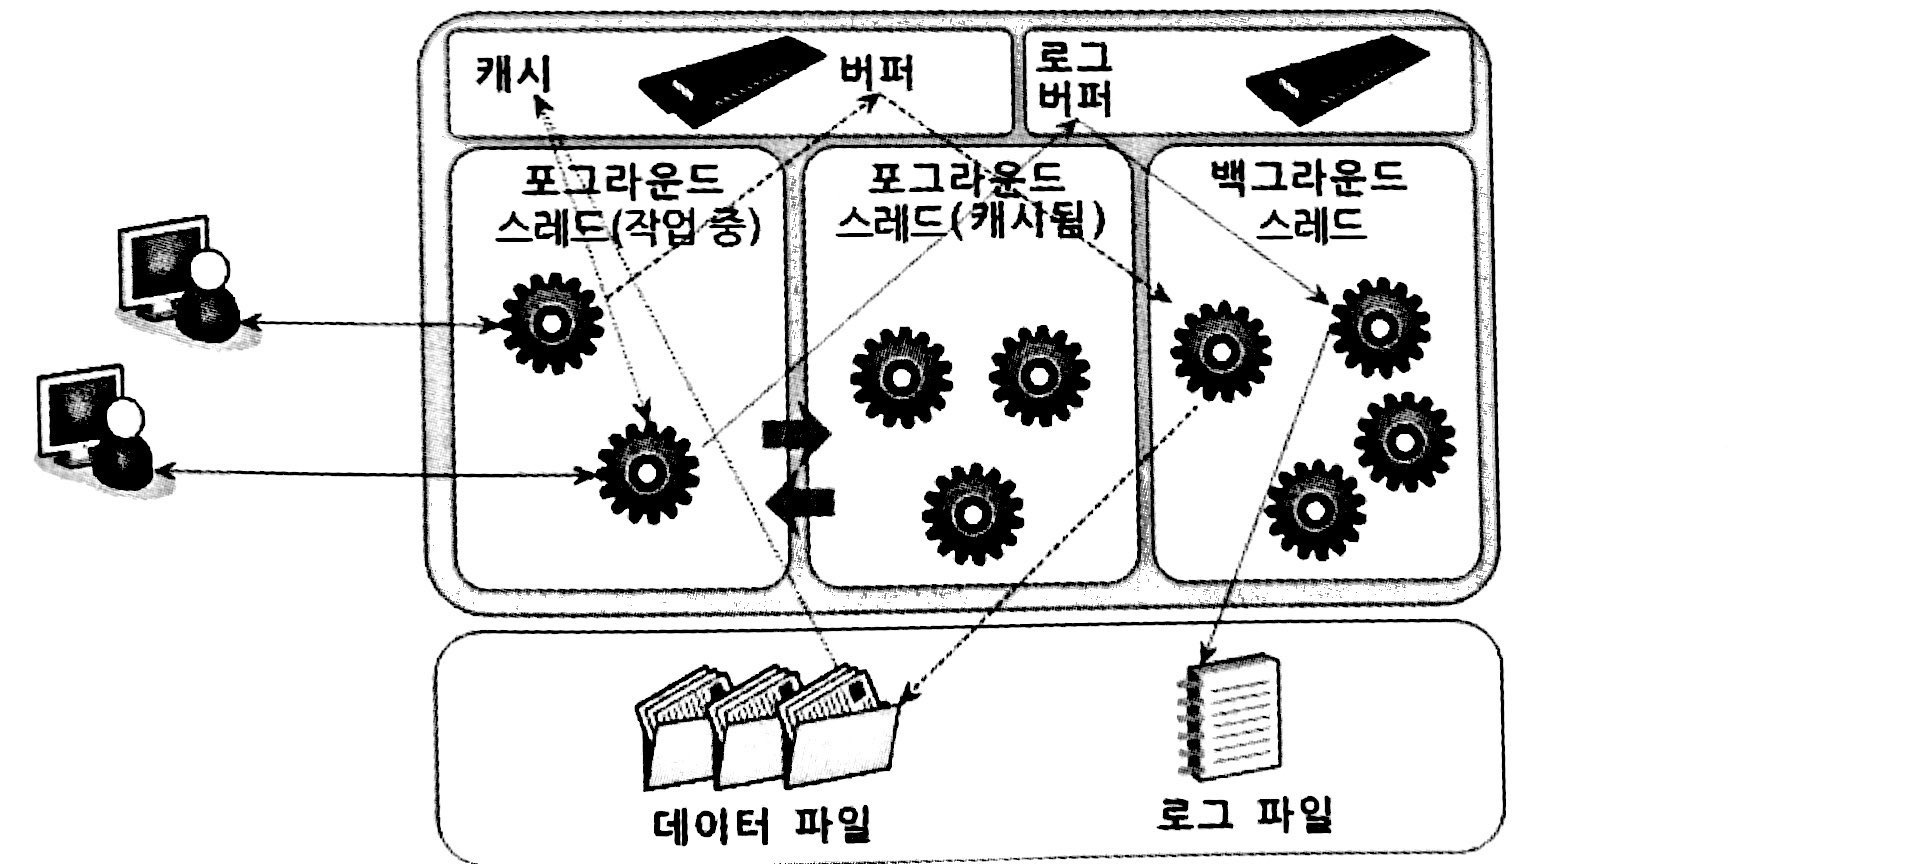 캐시
버퍼
로그
버퍼
포그라운드
스레드(작업 중)
포그라운드
스레드(캐시됨)
백그라운드
스레드
데이터 파일
로그 파일